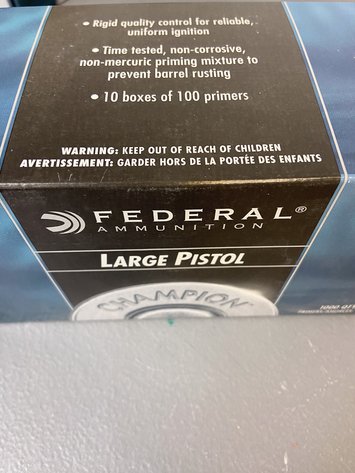 • Rigid quality control for reliable,
uniform ignition
• Time tested, non-corrosive,
non-mercuric priming mixture to
prevent barrel rusting
• 10 boxes of 100 primers
WARNING: KEEP OUT OF REACH OF CHILDREN
AVERTISSEMENT: GARDER HORS DE LA PORTÉE DES ENFANTS
FEDERAL®
AMMUNITION
LARGE PISTOL
CHAMPION